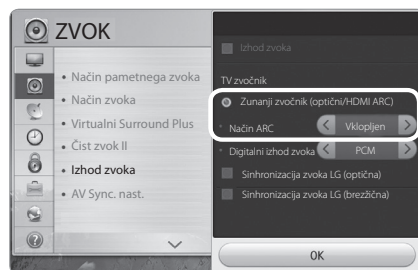 ZVOK
Način pametnega zvoka
Način zvoka
Virtualni Surround Plus
Čist zvok II
Izhod zvoka
AV Sync. nast.
Izhod zvoka
TV zvočnik
Zunanji zvočnik (optični/HDMI ARC)
Način ARC
Vklopljen
Digitalni izhod zvoka
PCM
Sinhronizacija zvoka LG (optična)
Sinhronizacija zvoka LG (brezžična)
OK